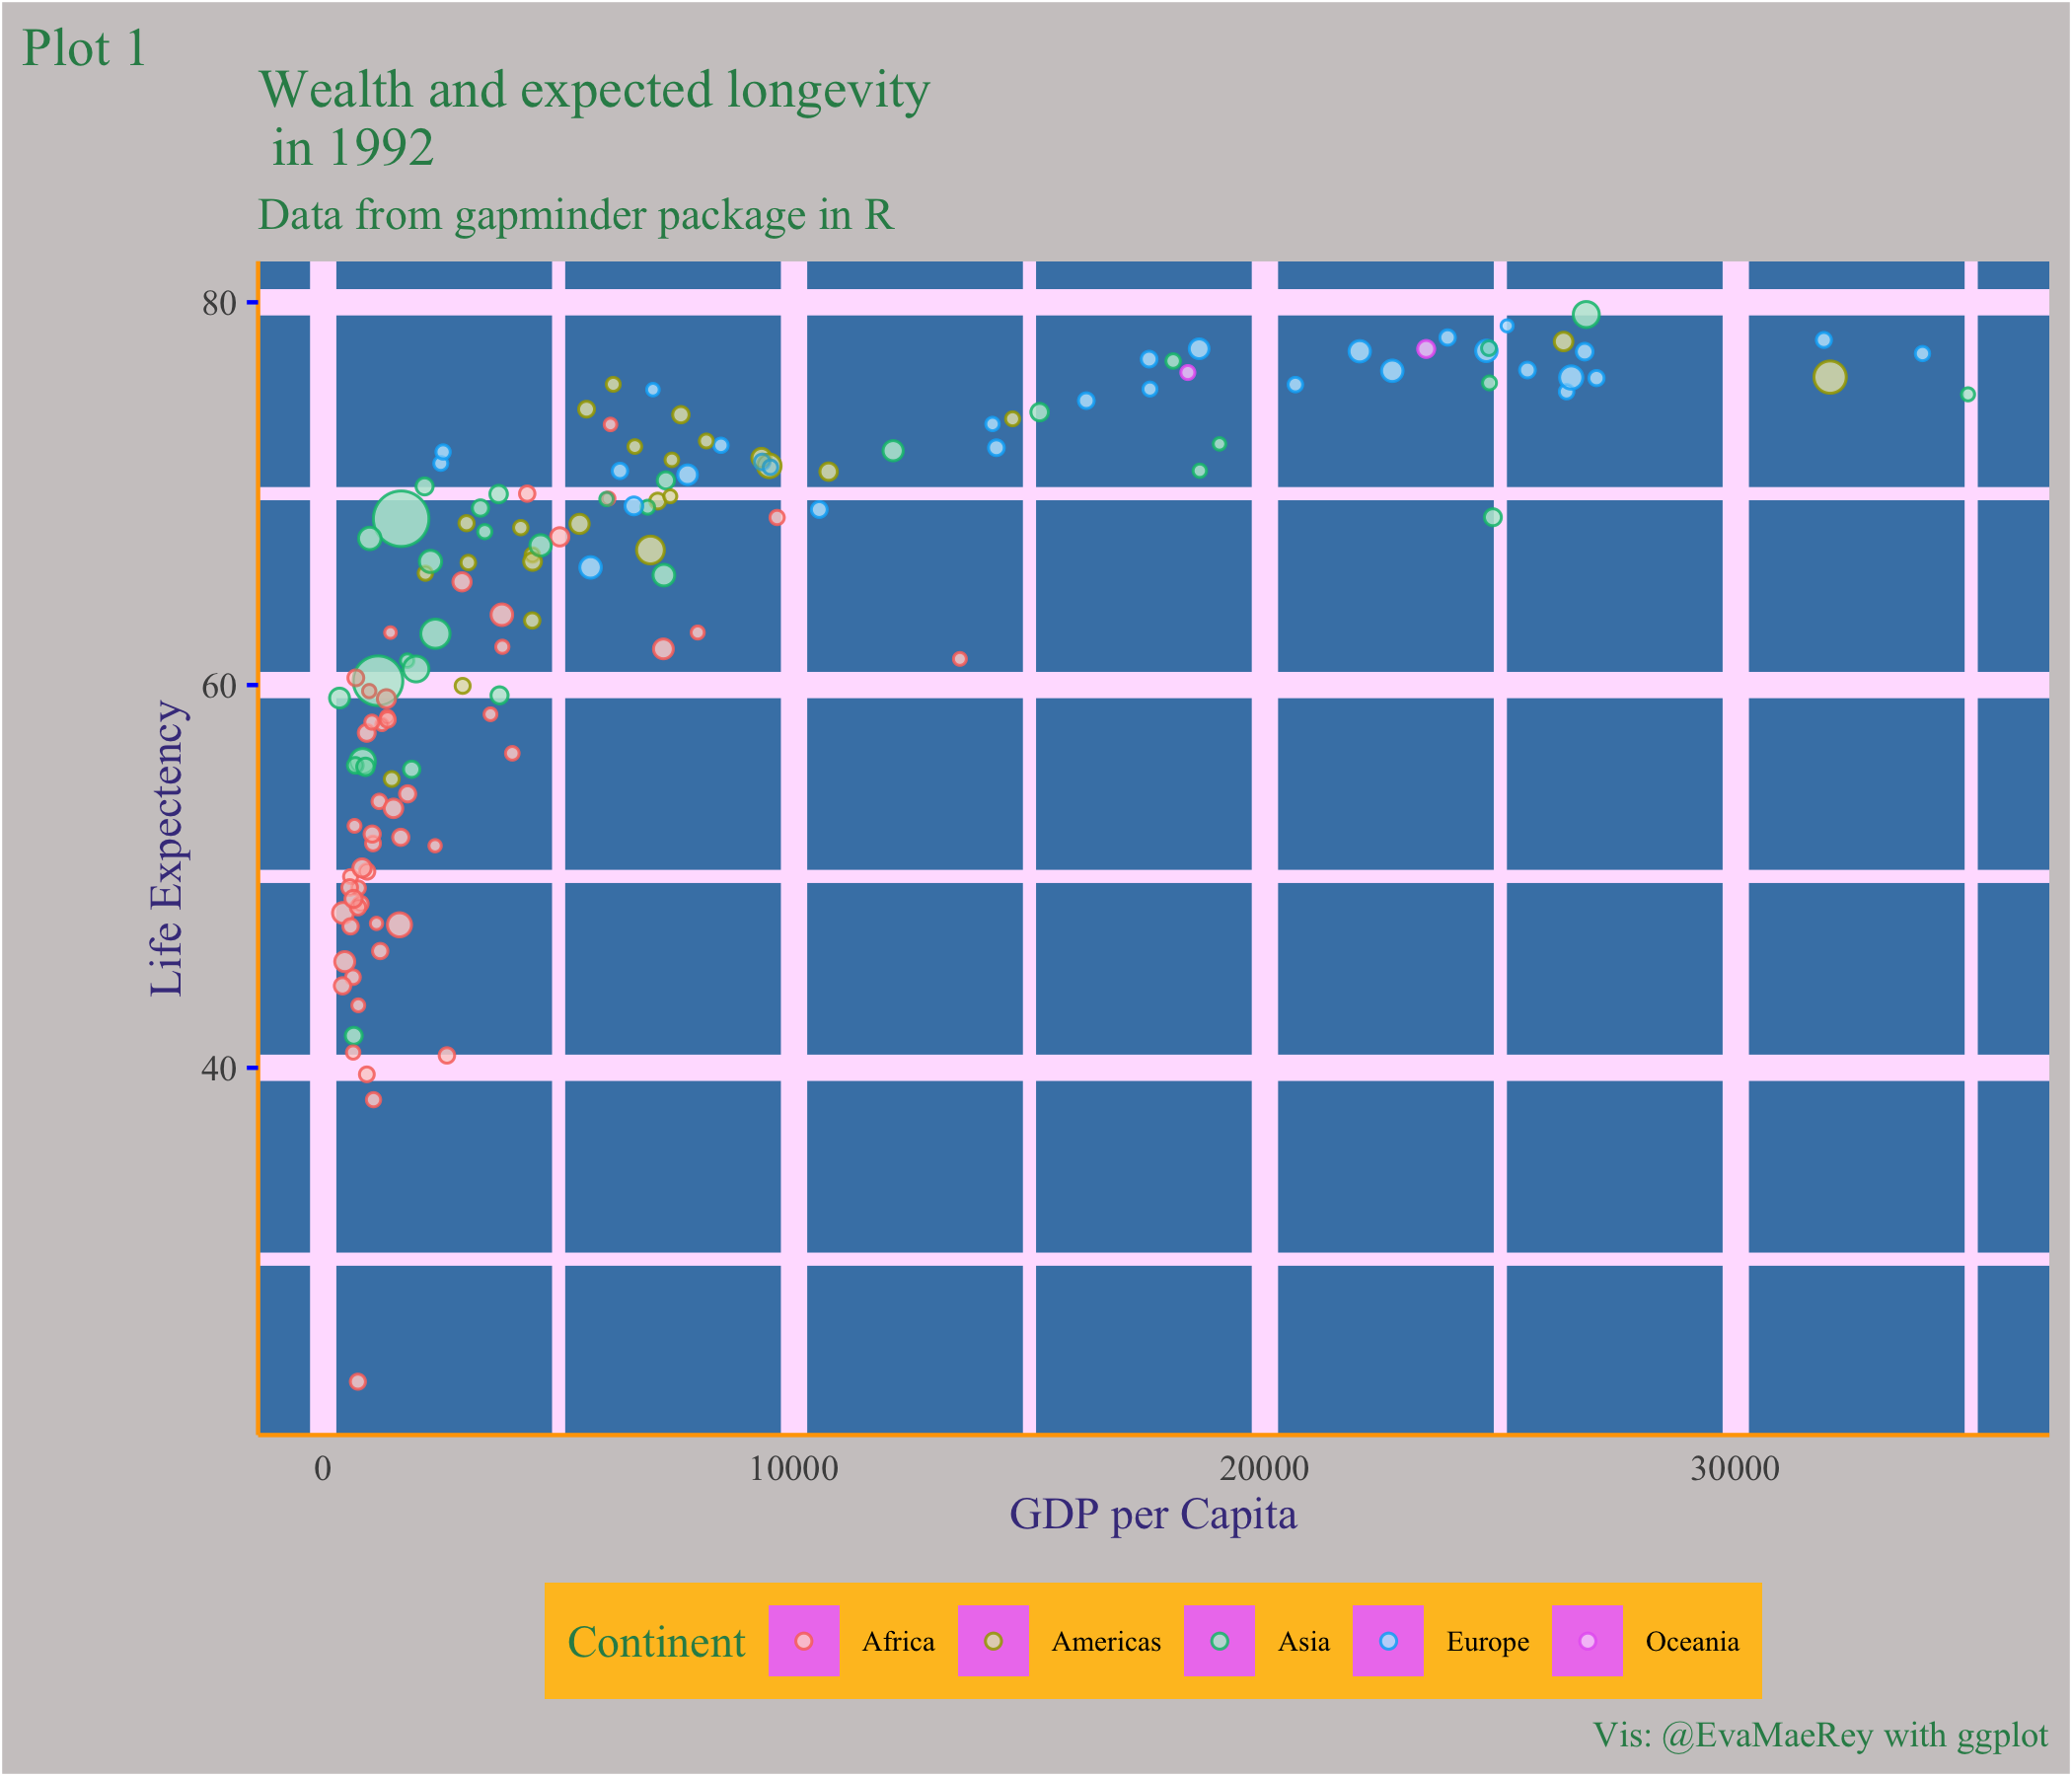 Plot 1
Wealth and expected longevity
in 1992
Data from gapminder package in R
80
60
40
Life Expectency
0 10000 20000 30000
GDP per Capita
Continent Africa Americas Asia Europe Oceania
Vis: @EvaMaeRey with ggplot